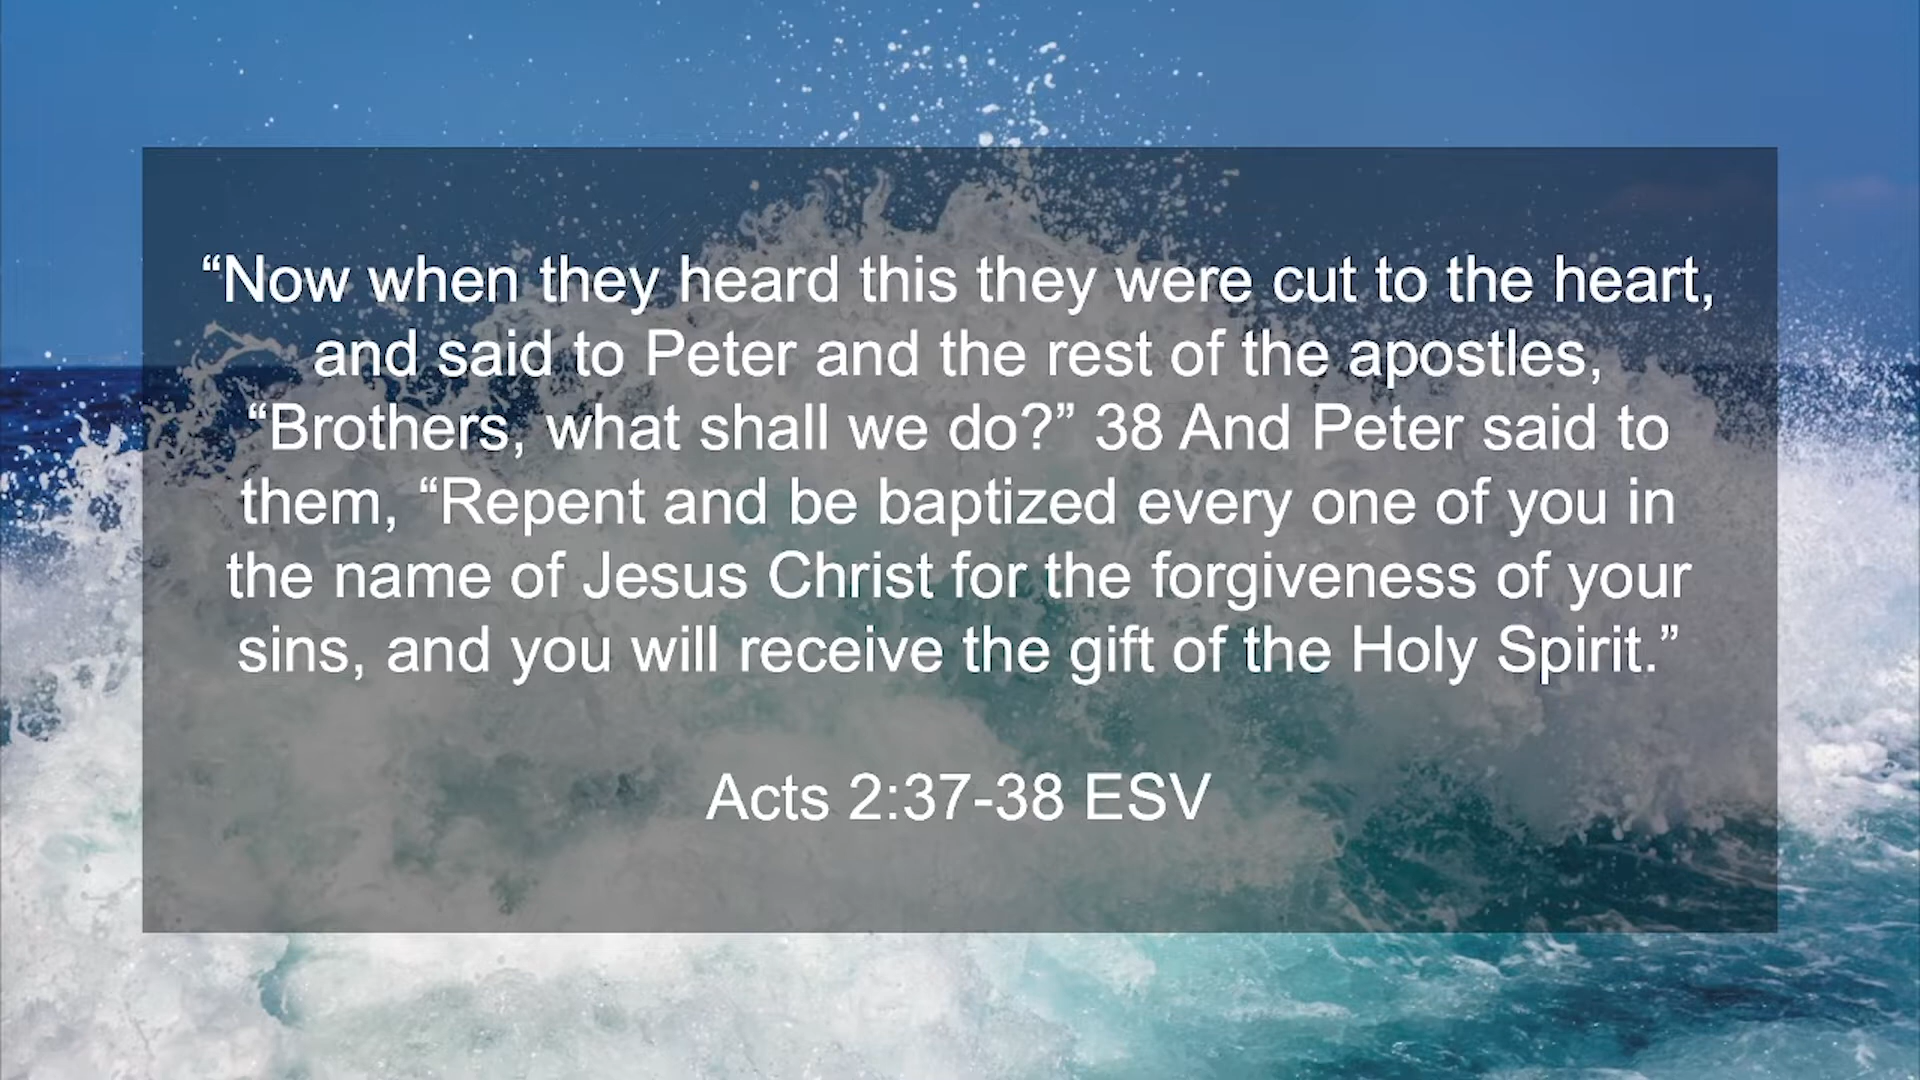 “Now when they heard this they were cut to the heart,
and said to Peter and the rest of the apostles,
“Brothers, what shall we do?” 38 And Peter said to
them, “Repent and be baptized every one of you in
the name of Jesus Christ for the forgiveness of your
sins, and you will receive the gift of the Holy Spirit.”
Acts 2:37-38 ESV